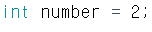 int number = 2;